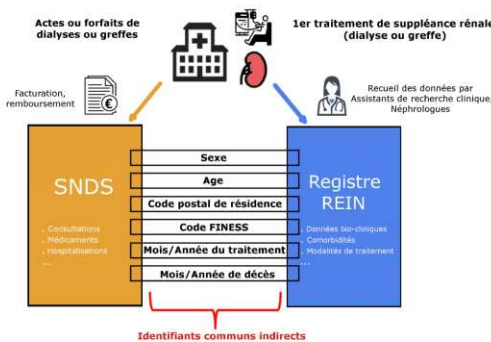 Actes ou forfaits de
dialyses ou greffes
1er traitement de suppléance rénale
(dialyse ou greffe)
Facturation,
remboursement
€
Recueil des données par
Assistants de recherche clinique,
Néphrologues
SNDS
. Consultations
. Médicaments
. Hospitalisations
...
Sexe
Age
Code postal de résidence
Code FINESS
Mois/Année du traitement
Mois/Année de décès
Registre
REIN
. Données bio-cliniques
. Comorbidités
. Modalités de traitement
...
Identifiants communs indirects